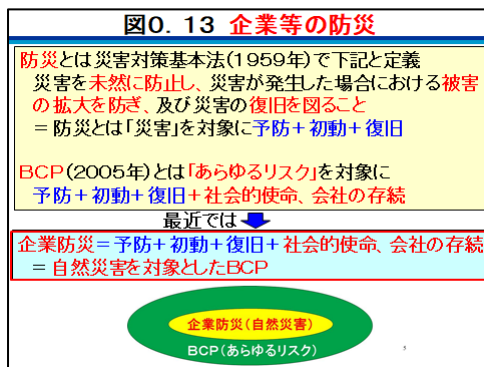 図0. 13 企業等の防災
防災とは災害対策基本法(1959年)で下記と定義
災害を未然に防止し、災害が発生した場合における被害
の拡大を防ぎ、及び災害の復旧を図ること
= 防災とは「災害」を対象に予防+初動+復旧
BCP(2005年)とは「あらゆるリスク」を対象に
予防+初動+復旧+社会的使命、会社の存続
最近では
企業防災=予防+初動+復旧+社会的使命、会社の存続
= 自然災害を対象としたBCP
企業防災(自然災害)
BCP(あらゆるリスク)
,